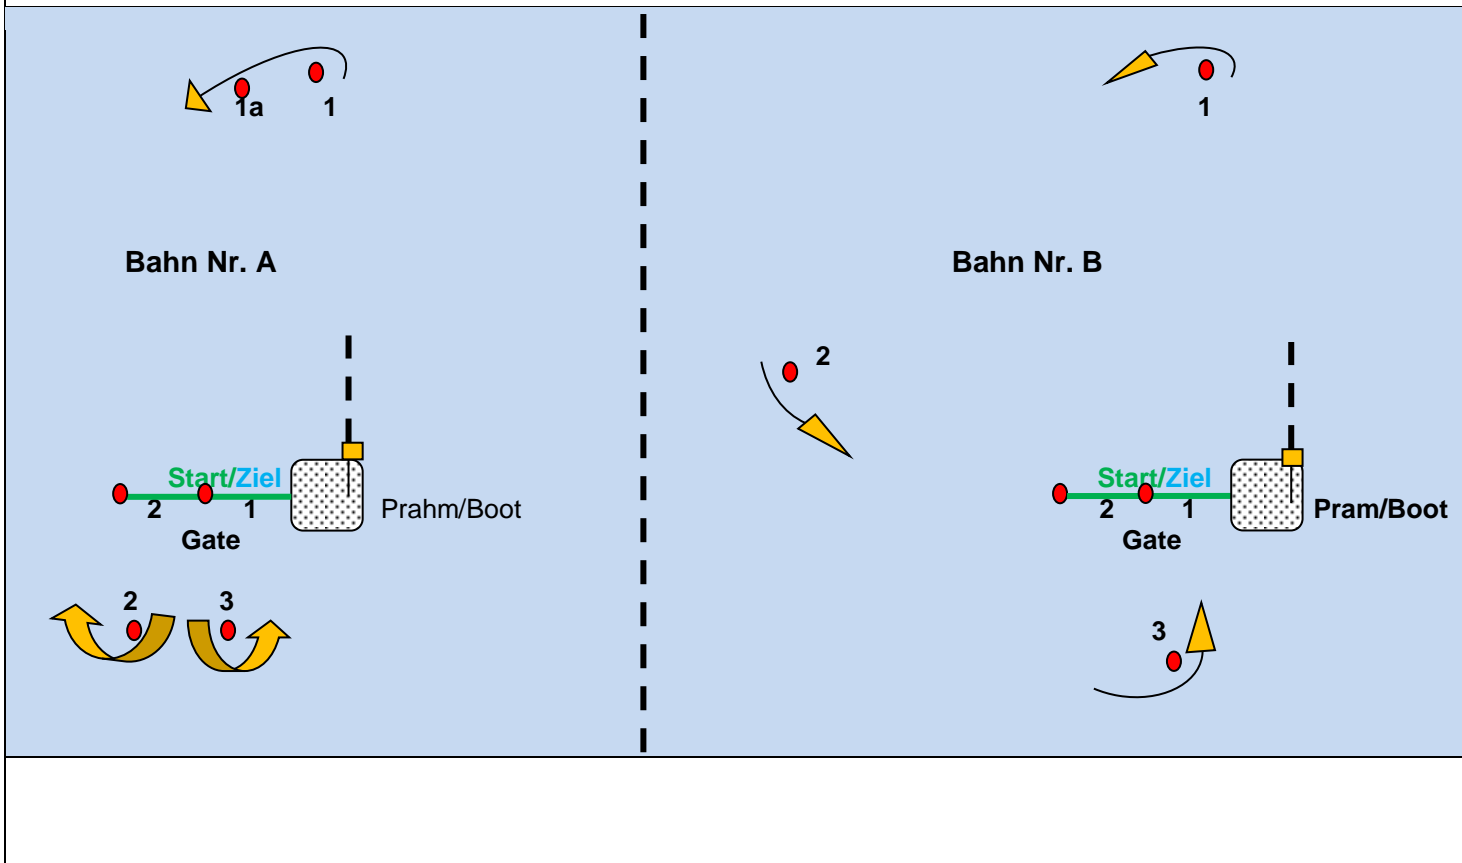 1a 1
Bahn Nr. A
Start/Ziel
2 1
Prahm/Boot
Gate
2 3
1
Bahn Nr. B
2
Start/Ziel
2 1
Pram/Boot
Gate
3